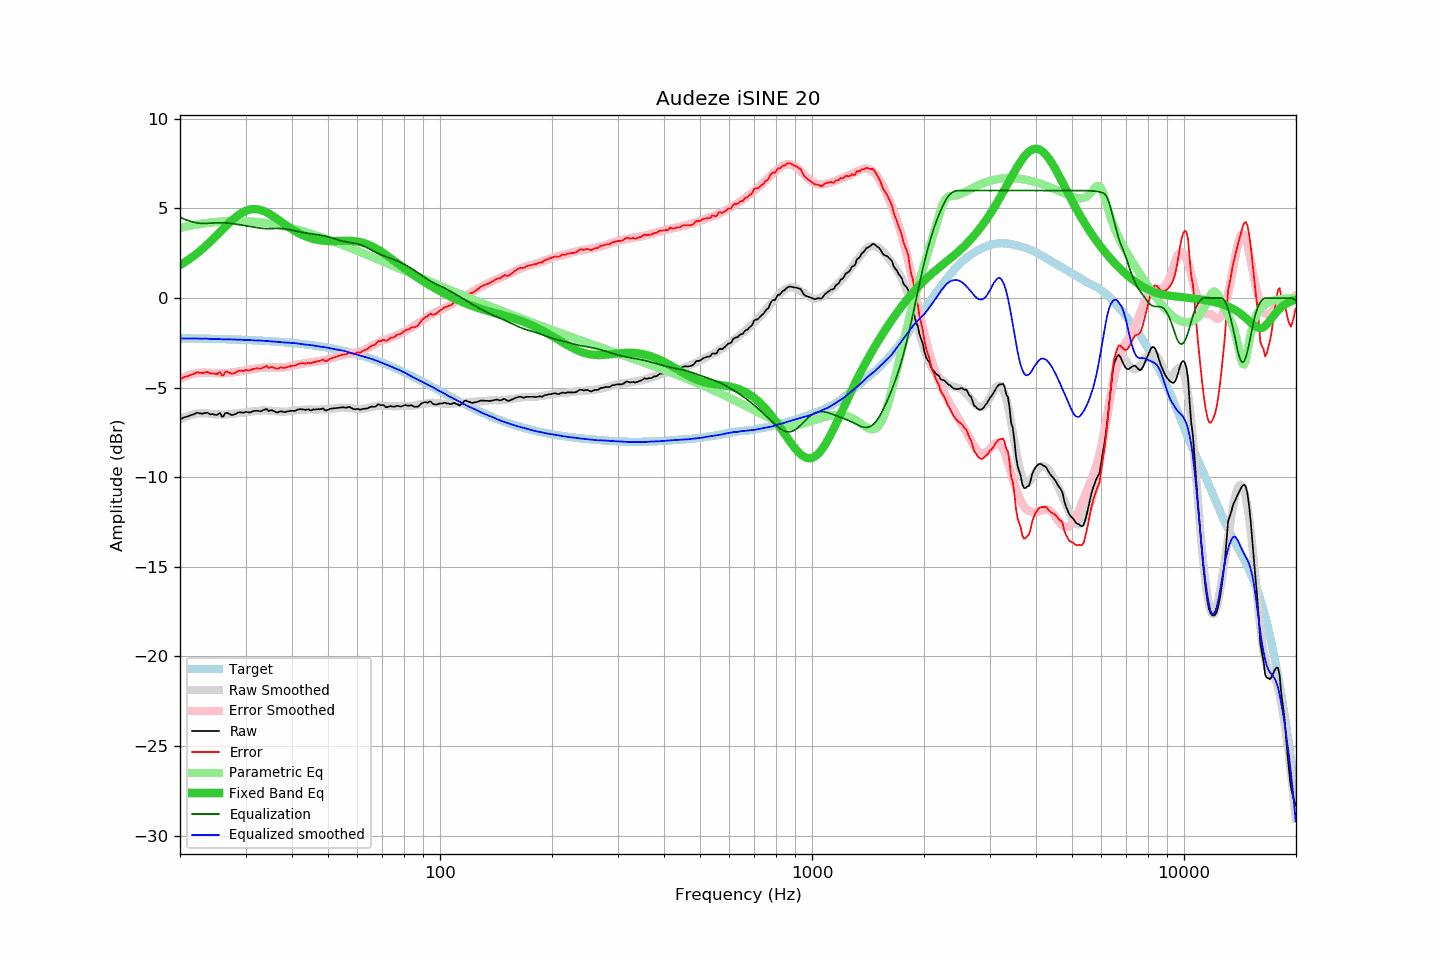 Audeze iSINE 20
10
5
0
−5
−10
−15
−20
−25
−30
Amplitude (dBr)
Target
Raw Smoothed
Error Smoothed
Raw
Error
Parametric Eq
Fixed Band Eq
Equalization
Equalized smoothed
100 1000 10000
Frequency (Hz)